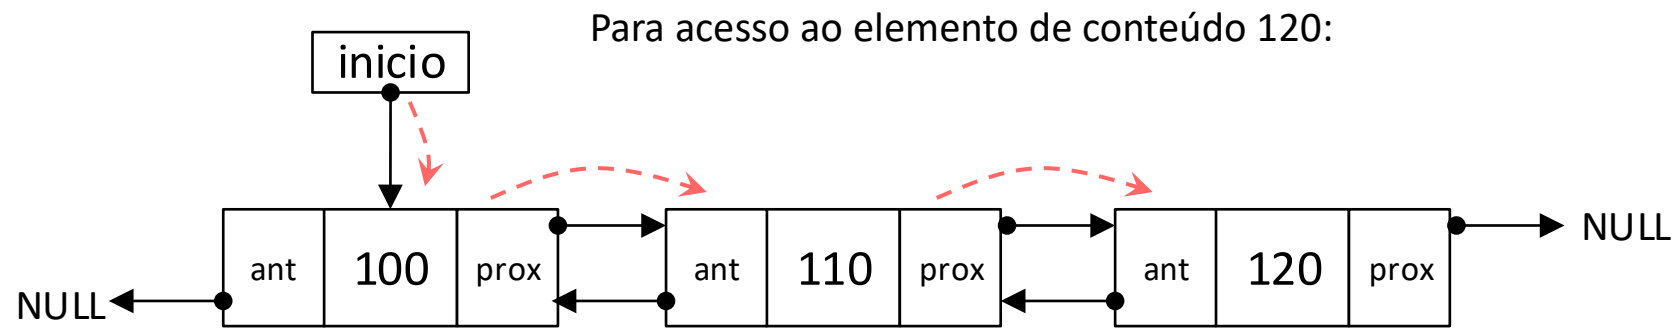 Para acesso ao elemento de conteúdo 120:
inicio
ant 100 prox ant 110 prox ant 120 prox NULL
NULL